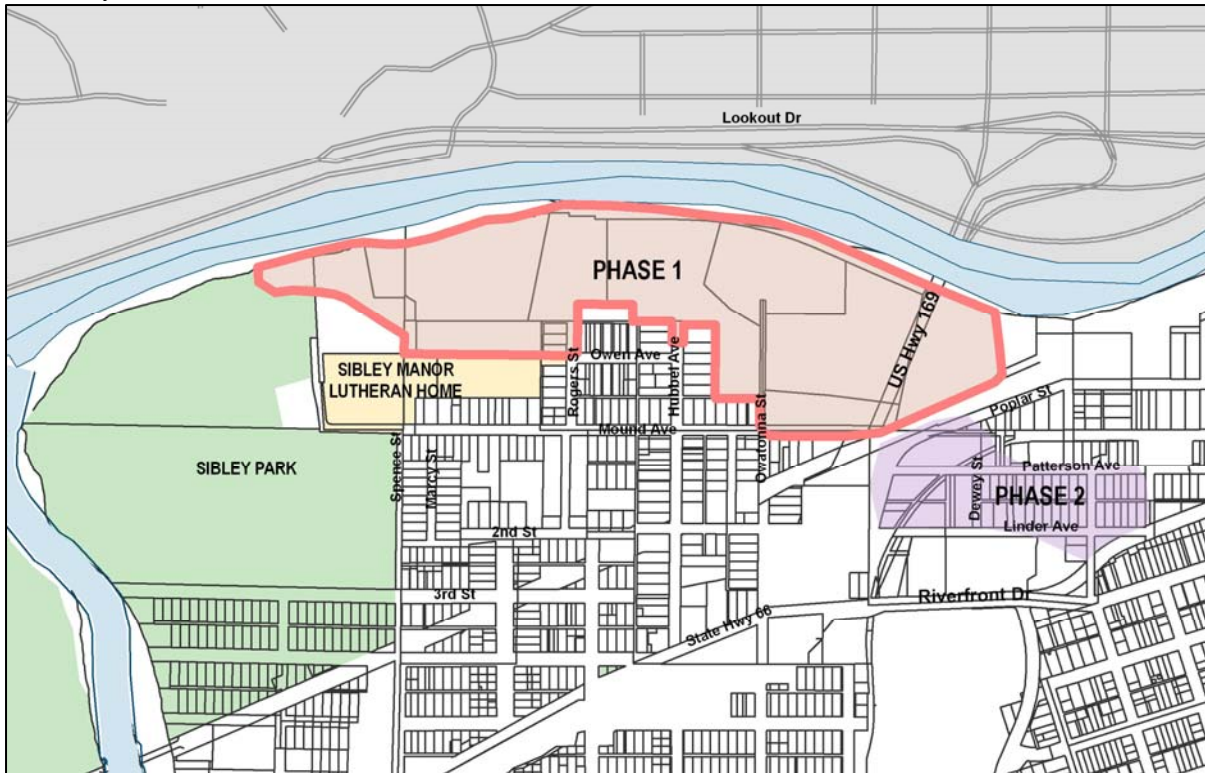 Lookout Dr
PHASE 1
US Hwy 169
Owen Ave
SIBLEY MANOR
LUTHERAN HOME
Rogers St
Hubbel Ave
Poplar St
Mound Ave
Owatonna St
SIBLEY PARK
Spence St
Marcy St
Patterson Ave
Dewey St
PHASE 2
Linder Ave
2nd St
3rd St
Riverfront Dr
State Hwy 66